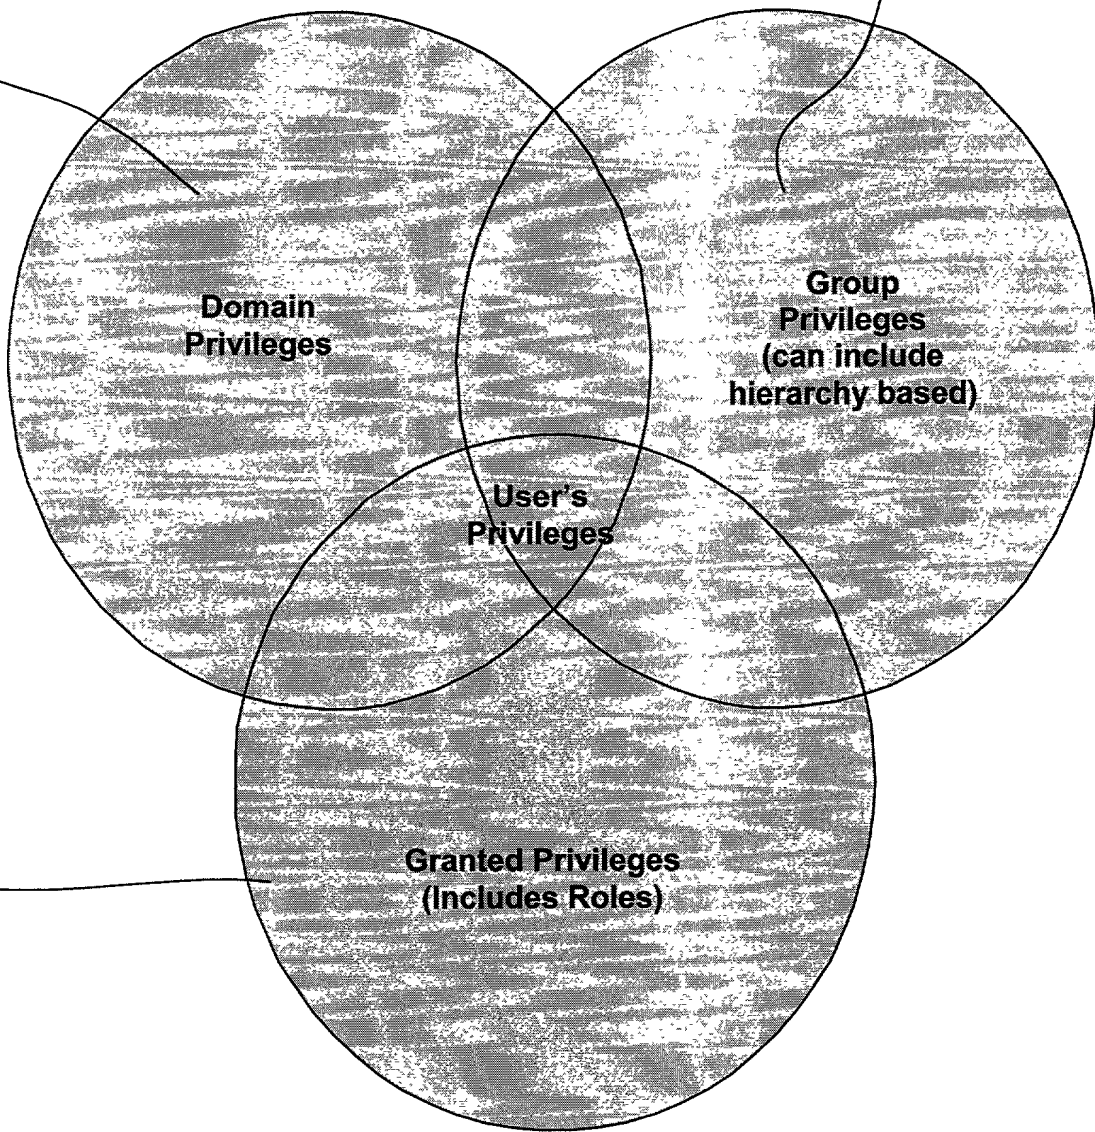 Domain
Privileges
Group
Privileges
(can include
hierarchy based)
User's
Privileges
Granted Privileges
(Includes Roles)